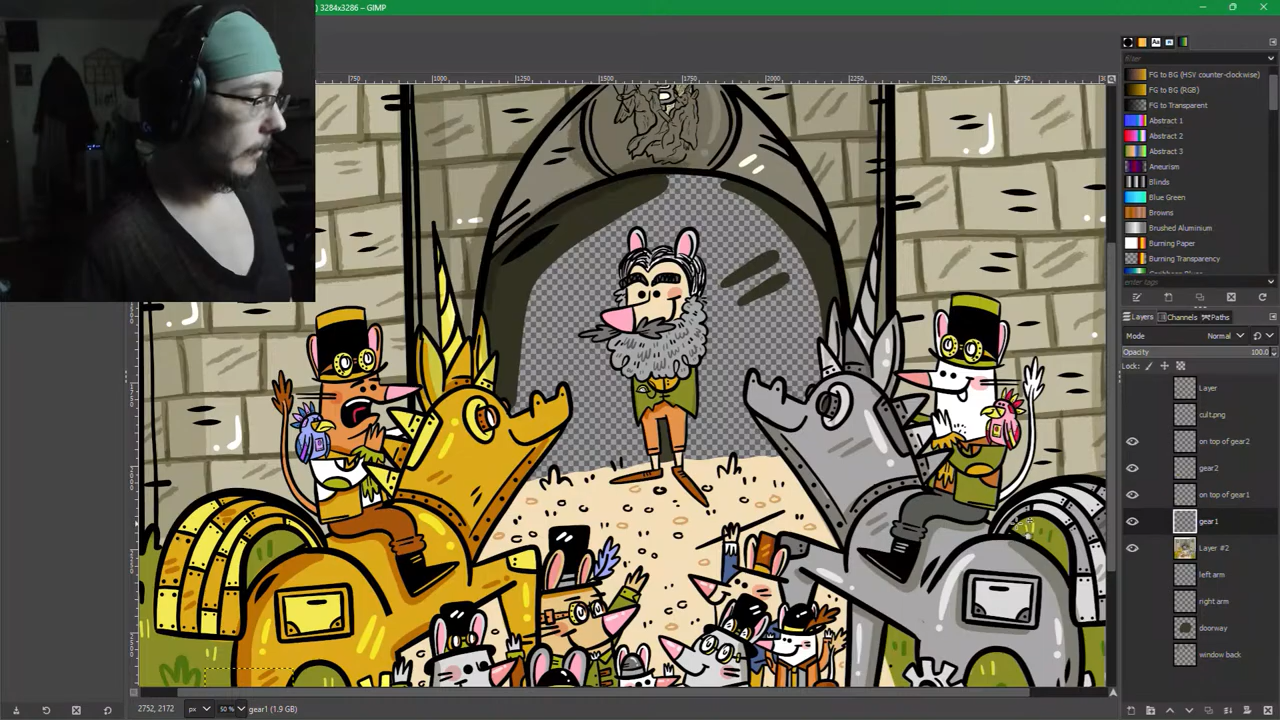 ) 3284x3286 – GIMP
750
1000
1250
1500
1750
2000
2250
2500
2750
filter
FG to BG (HSV counter-clockwise)
FG to BG (RGB)
FG to Transparent
Abstract 1
Abstract 2
Abstract 3
Aneurism
Blinds
Blue Green
Browns
Brushed Aluminium
Burning Paper
Burning Transparency
enter tags
Layers Channels Paths
Mode Normal
Opacity 100.0
Lock:
Layer
cult.png
on top of gear2
gear2
on top of gear1
gear1
Layer #2
left arm
right arm
doorway
window back
2752, 2172 px 50 % gear1 (1.9 GB)